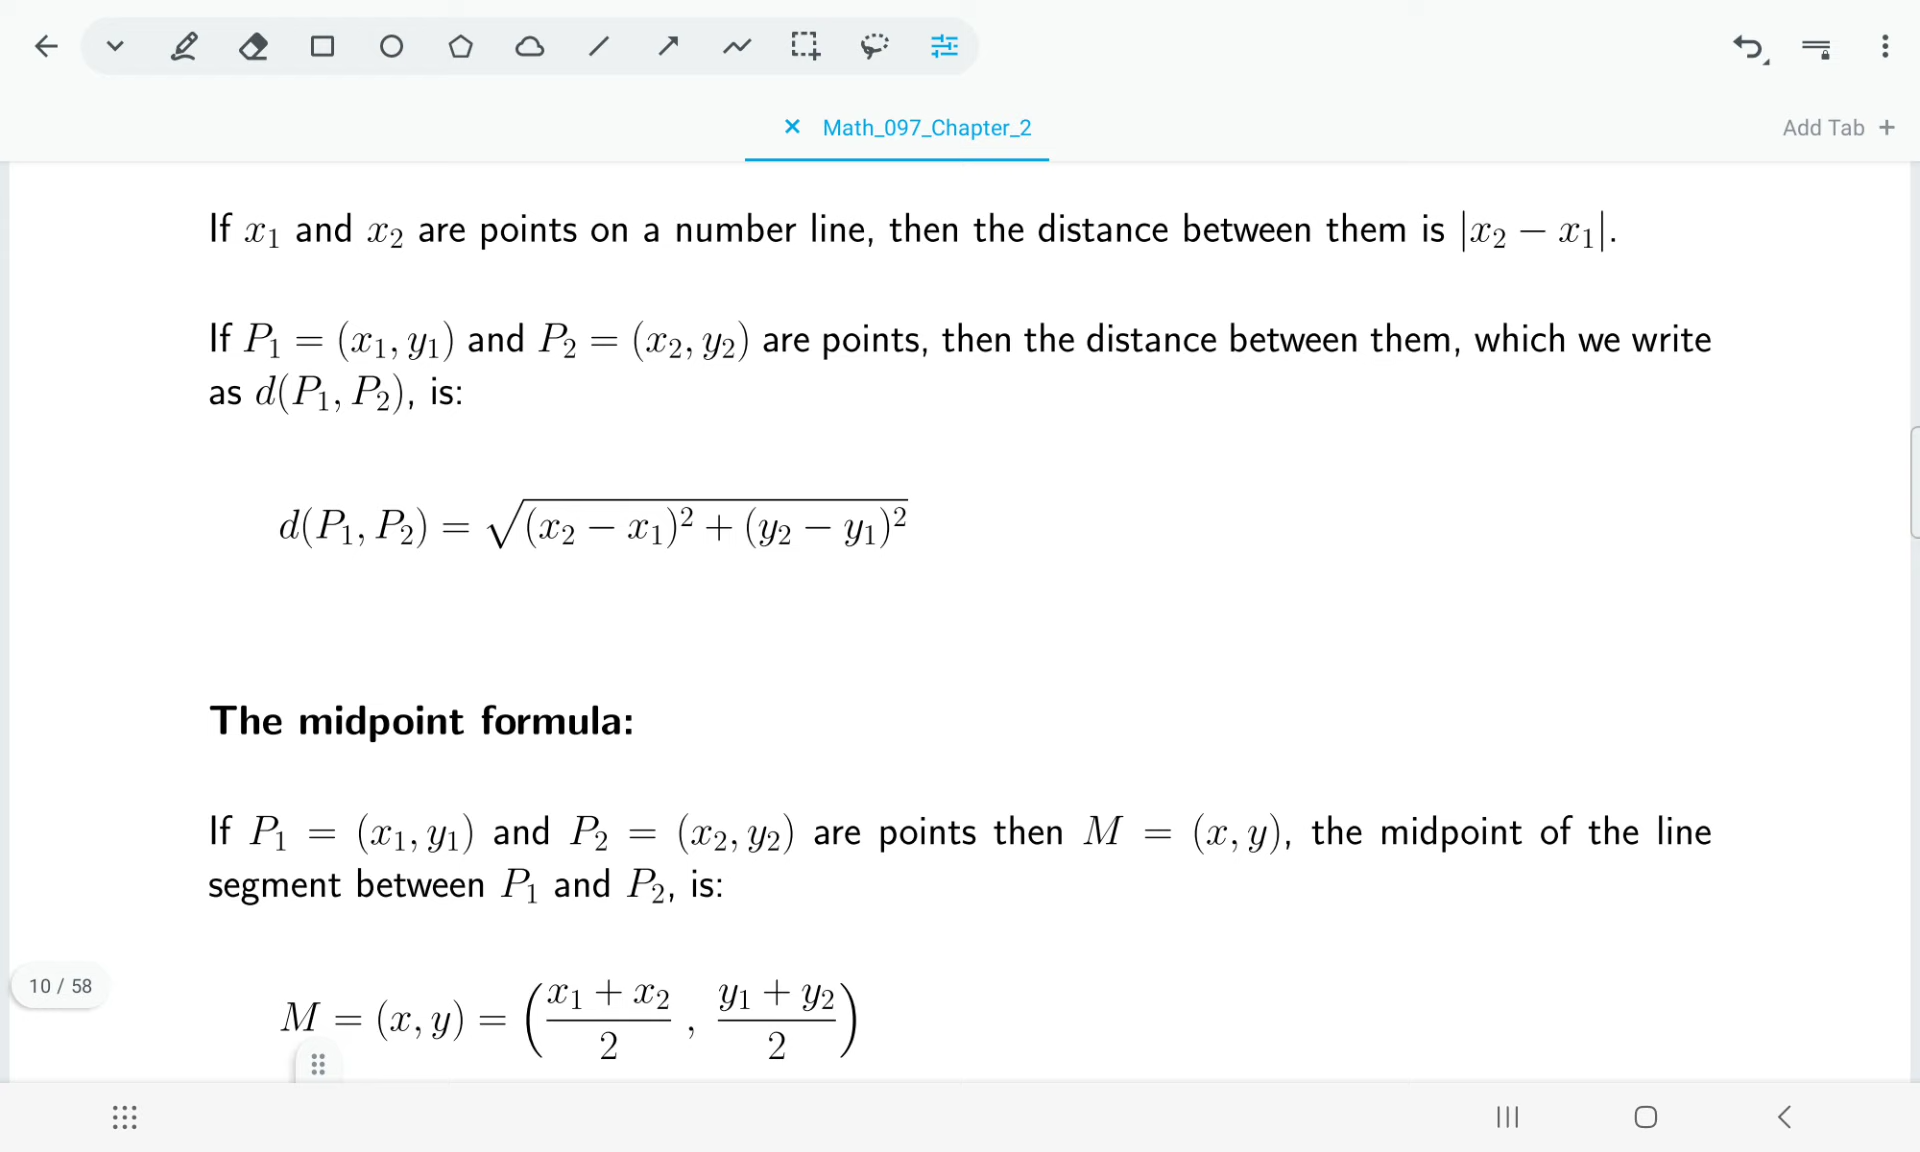 Math_097_Chapter_2
Add Tab +
If x₁ and x₂ are points on a number line, then the distance between them is |x₂ − x₁|.
If P₁ = (x₁, y₁) and P₂ = (x₂, y₂) are points, then the distance between them, which we write
as d(P₁, P₂), is:
d(P₁, P₂) = √((x₂ − x₁)² + (y₂ − y₁)²)
The midpoint formula:
If P₁ = (x₁, y₁) and P₂ = (x₂, y₂) are points then M = (x, y), the midpoint of the line
segment between P₁ and P₂, is:
10 / 58
M = (x, y) = ((x₁ + x₂)/2 , (y₁ + y₂)/2)